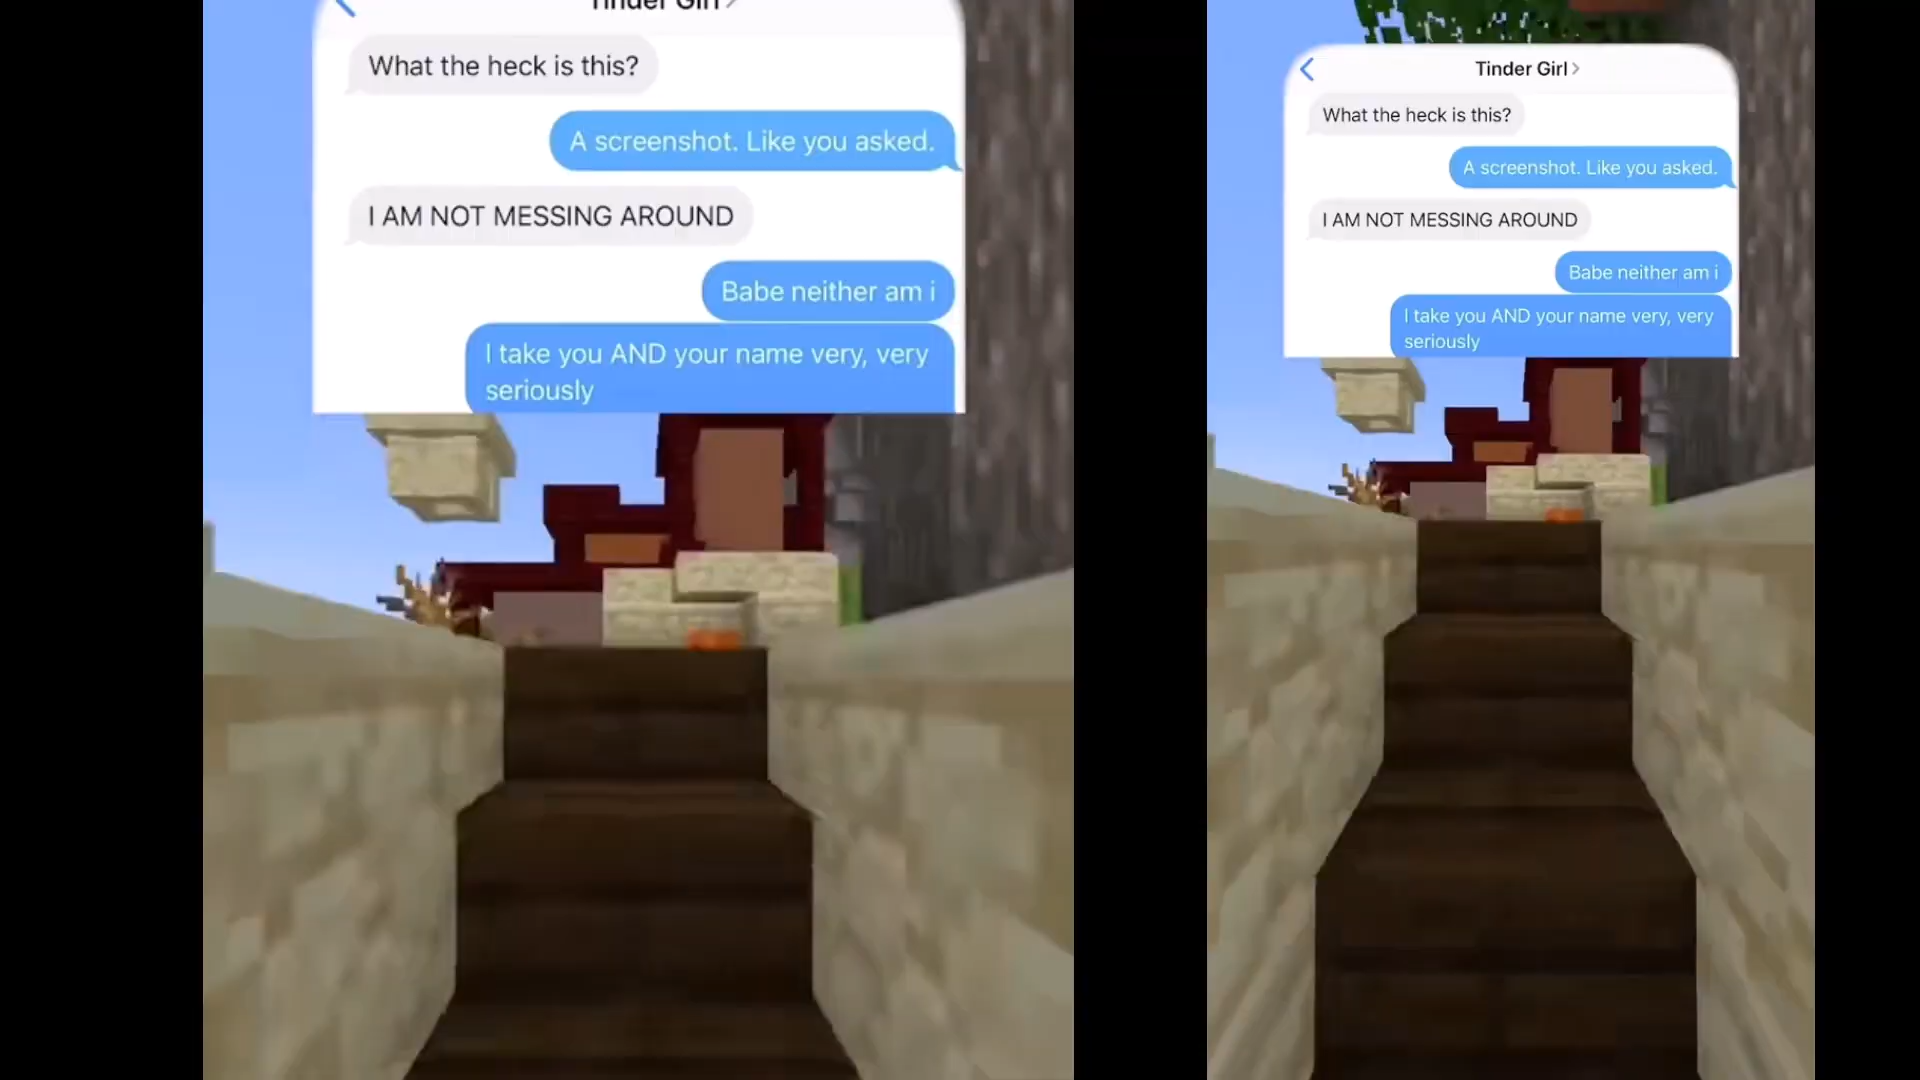 Tinder Girl
What the heck is this?
A screenshot. Like you asked.
I AM NOT MESSING AROUND
Babe neither am i
I take you AND your name very, very
seriously
Tinder Girl
What the heck is this?
A screenshot. Like you asked.
I AM NOT MESSING AROUND
Babe neither am i
I take you AND your name very, very
seriously